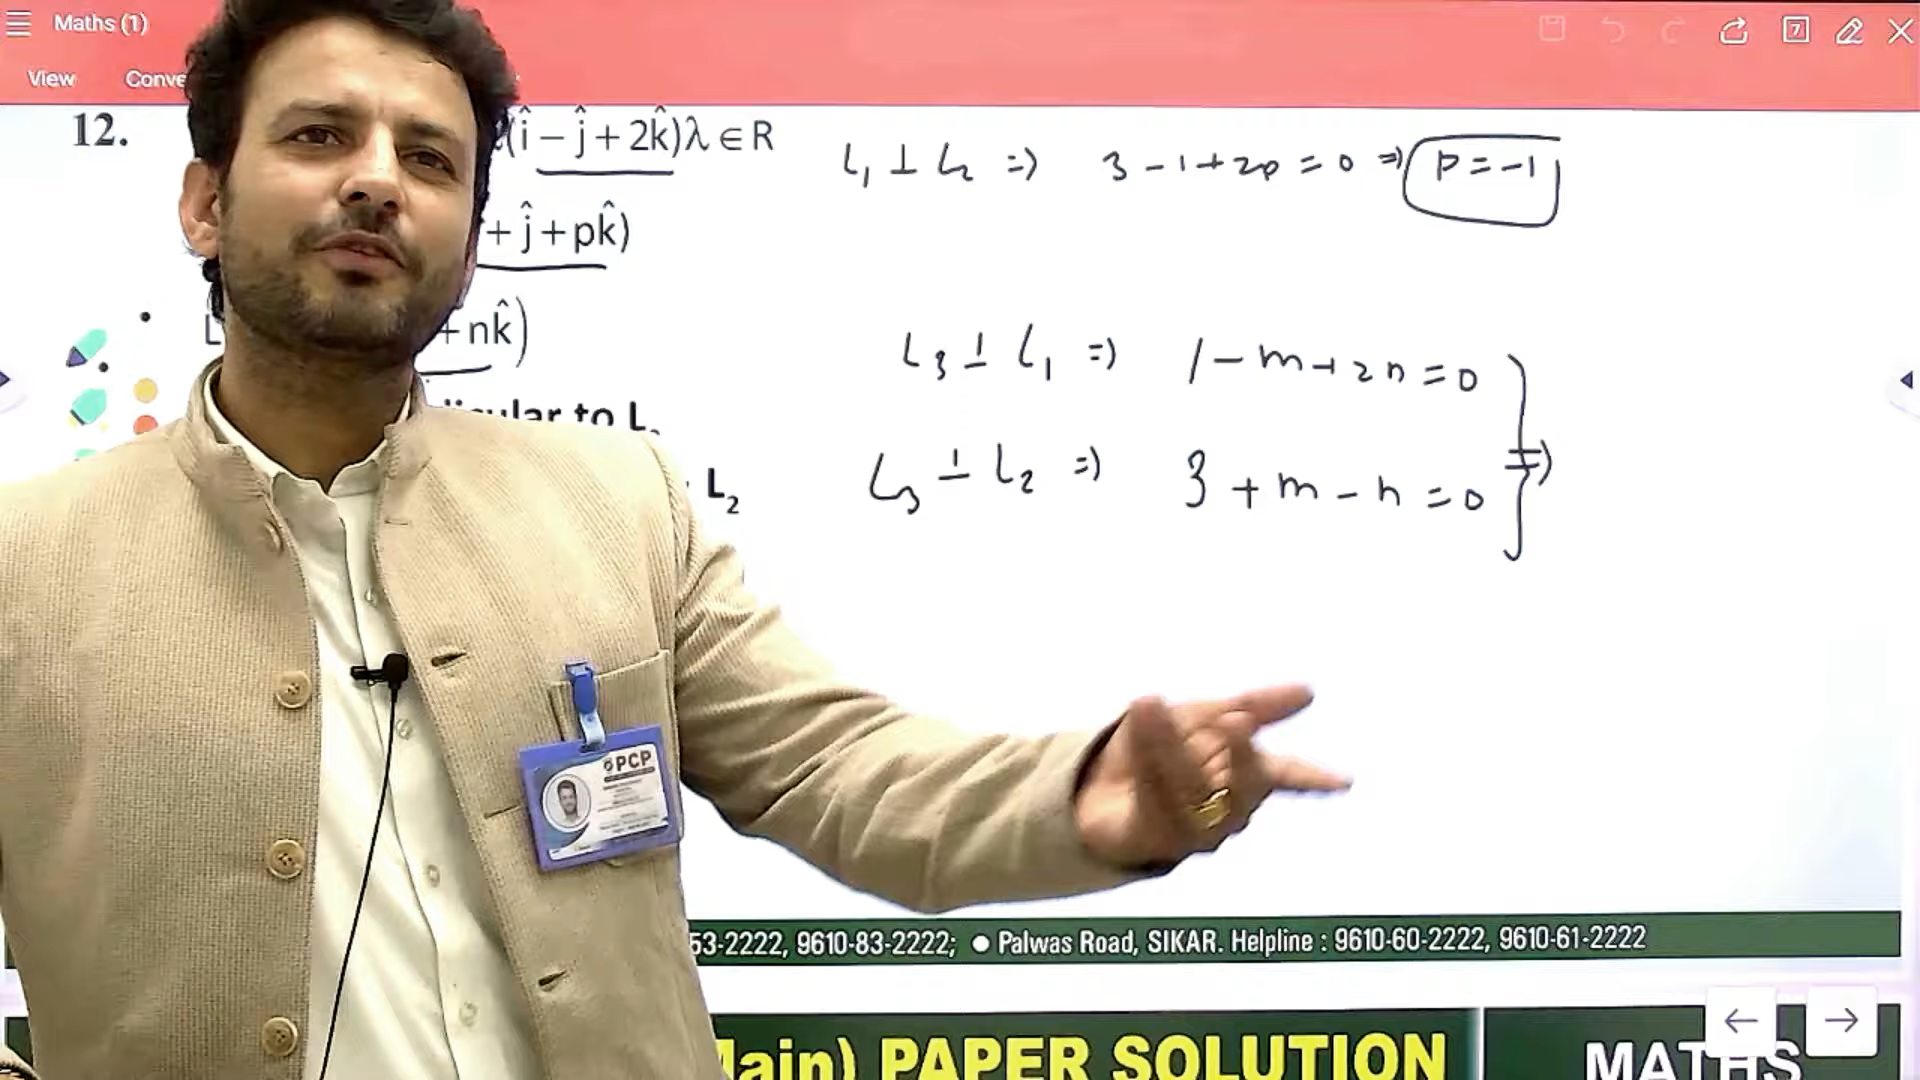 Maths (1)
View Conve
12. (î − ĵ + 2k̂)λ ∈ R
L₁ ⊥ L₂ ⇒ 3 − 1 + 2p = 0 ⇒ p = −1
+ ĵ + pk̂)
L + nk̂)
L₃ ⊥ L₁ ⇒ 1 − m + 2n = 0
to L
L₂
L₃ ⊥ L₂ ⇒ 3 + m − n = 0 ⇒
PCP
53-2222, 9610-83-2222; ● Palwas Road, SIKAR. Helpline : 9610-60-2222, 9610-61-2222
ain) PAPER SOLUTION
MATHS